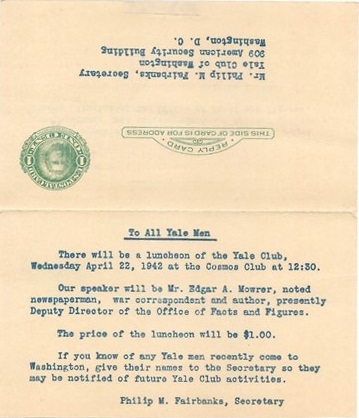 Mr. Philip M. Fairbanks, Secretary
Yale Club of Washington
909 American Security Building
Washington, D. C.
THIS SIDE OF CARD IS FOR ADDRESS
REPLY CARD
1 1
To All Yale Men
There will be a luncheon of the Yale Club,
Wednesday April 22, 1942 at the Cosmos Club at 12:30.
Our speaker will be Mr. Edgar A. Mowrer, noted
newspaperman, war correspondent and author, presently
Deputy Director of the Office of Facts and Figures.
The price of the luncheon will be $1.00.
If you know of any Yale men recently come to
Washington, give their names to the Secretary so they
may be notified of future Yale Club activities.
Philip M. Fairbanks, Secretary